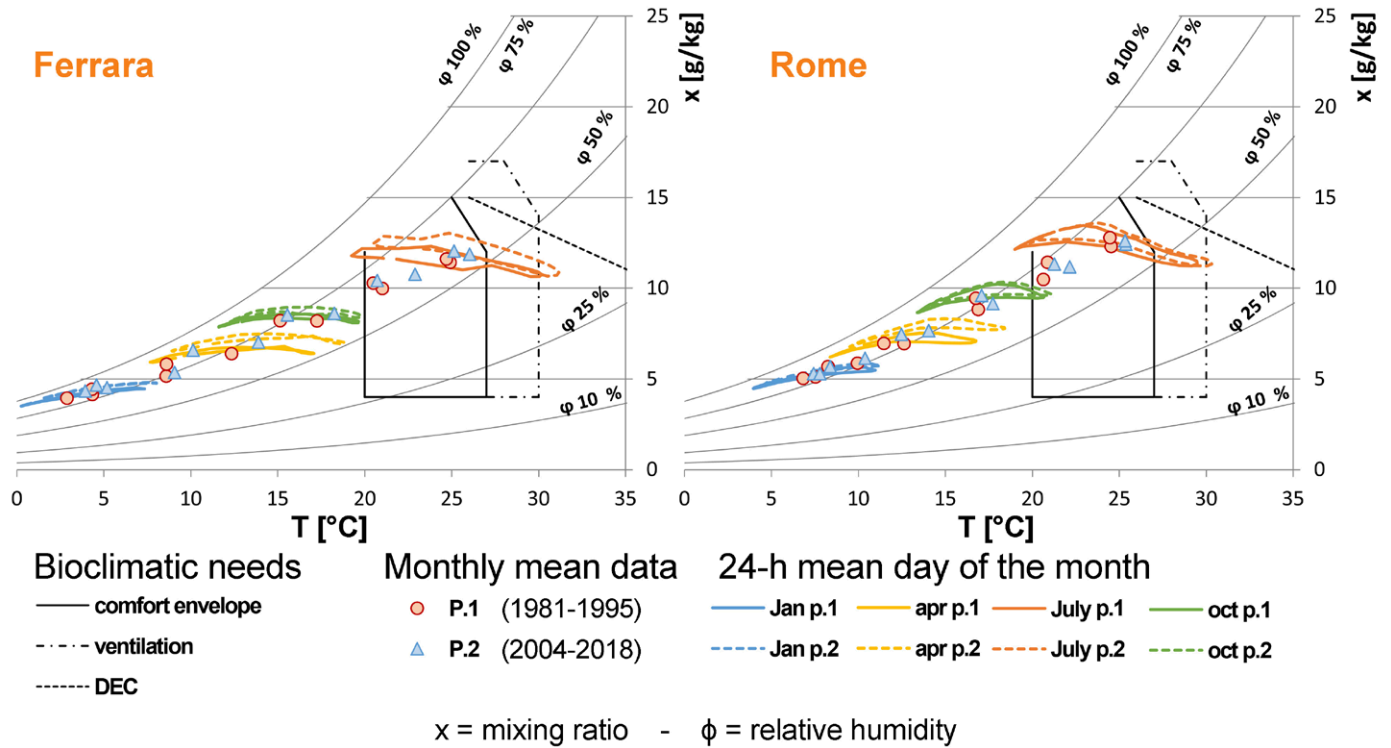 Ferrara
φ 100 %
φ 75 %
φ 50 %
φ 25 %
φ 10 %
x [g/kg]
25
20
15
10
5
0
0 5 10 15 20 25 30 35
T [°C]
Rome
φ 100 %
φ 75 %
φ 50 %
φ 25 %
φ 10 %
x [g/kg]
25
20
15
10
5
0
0 5 10 15 20 25 30 35
T [°C]
Bioclimatic needs
comfort envelope
ventilation
DEC
Monthly mean data
P.1 (1981-1995)
P.2 (2004-2018)
24-h mean day of the month
Jan p.1 apr p.1 July p.1 oct p.1
Jan p.2 apr p.2 July p.2 oct p.2
x = mixing ratio - ϕ = relative humidity